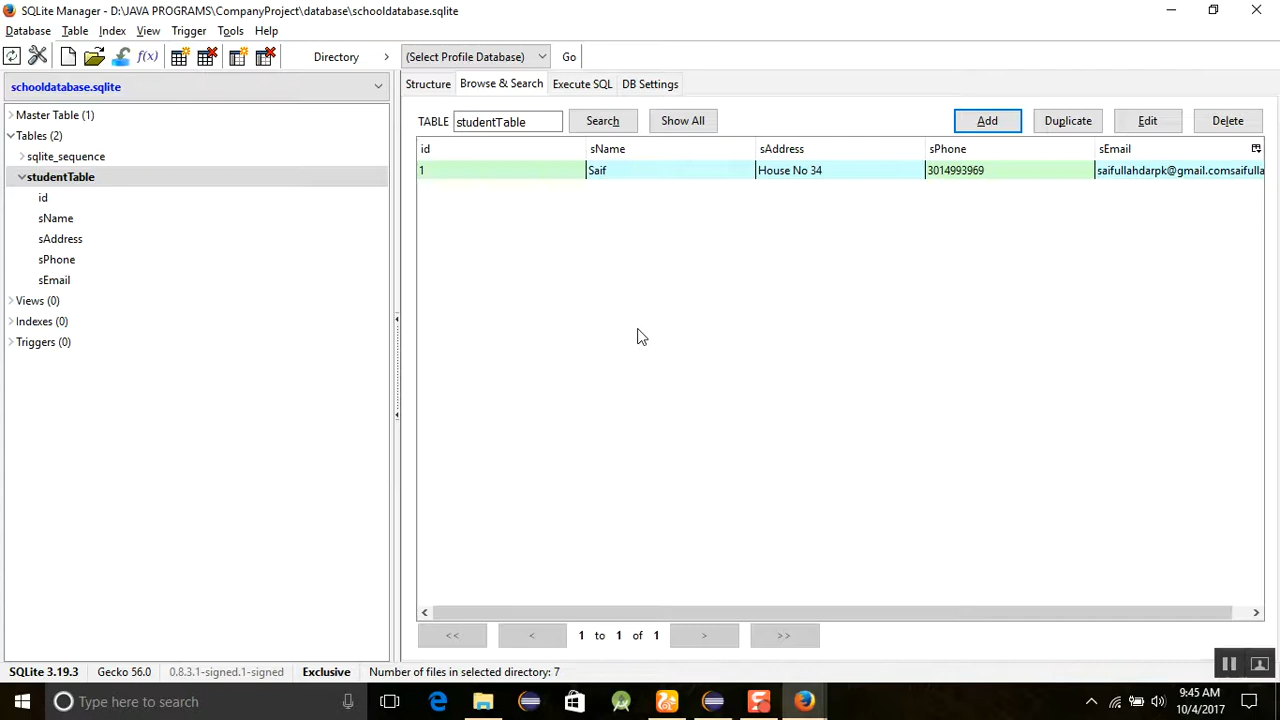 SQLite Manager - D:\JAVA PROGRAMS\CompanyProject\database\schooldatabase.sqlite
Database Table Index View Trigger Tools Help
f(x) Directory > (Select Profile Database) Go
schooldatabase.sqlite
Structure Browse & Search Execute SQL DB Settings
Master Table (1)
Tables (2)
sqlite_sequence
studentTable
id
sName
sAddress
sPhone
sEmail
Views (0)
Indexes (0)
Triggers (0)
TABLE studentTable Search Show All Add Duplicate Edit Delete
id sName sAddress sPhone sEmail
1 Saif House No 34 3014993969 saifullahdarpk@gmail.comsaifulla
<< < 1 to 1 of 1 > >>
SQLite 3.19.3 Gecko 56.0 0.8.3.1-signed.1-signed Exclusive Number of files in selected directory: 7
Type here to search
9:45 AM
10/4/2017